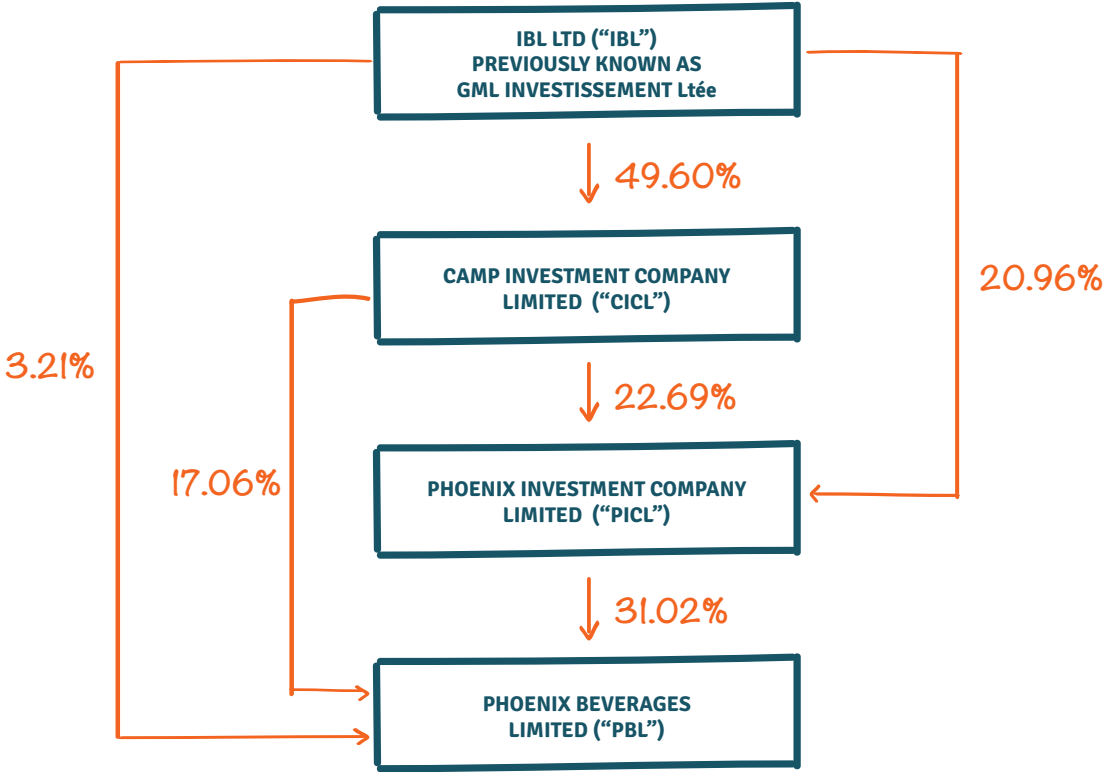 IBL LTD (“IBL”)
PREVIOUSLY KNOWN AS
GML INVESTISSEMENT Ltée
49.60%
20.96%
CAMP INVESTMENT COMPANY
LIMITED (“CICL”)
3.21%
22.69%
17.06%
PHOENIX INVESTMENT COMPANY
LIMITED (“PICL”)
31.02%
PHOENIX BEVERAGES
LIMITED (“PBL”)